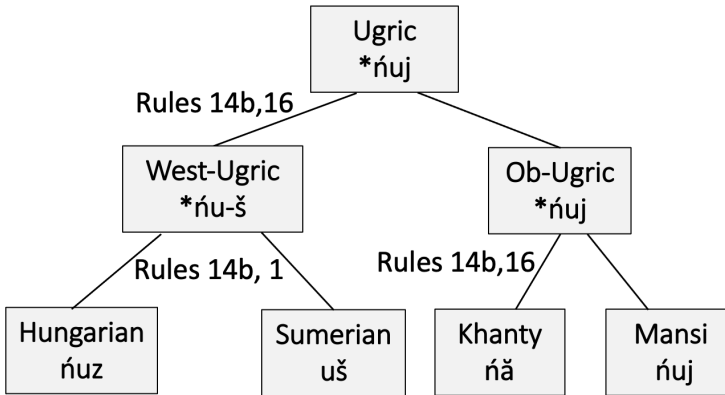 Ugric
*ńuj
Rules 14b,16
West-Ugric
*ńu-š
Ob-Ugric
*ńuj
Rules 14b, 1
Rules 14b,16
Hungarian
ńuz
Sumerian
uš
Khanty
ńă
Mansi
ńuj